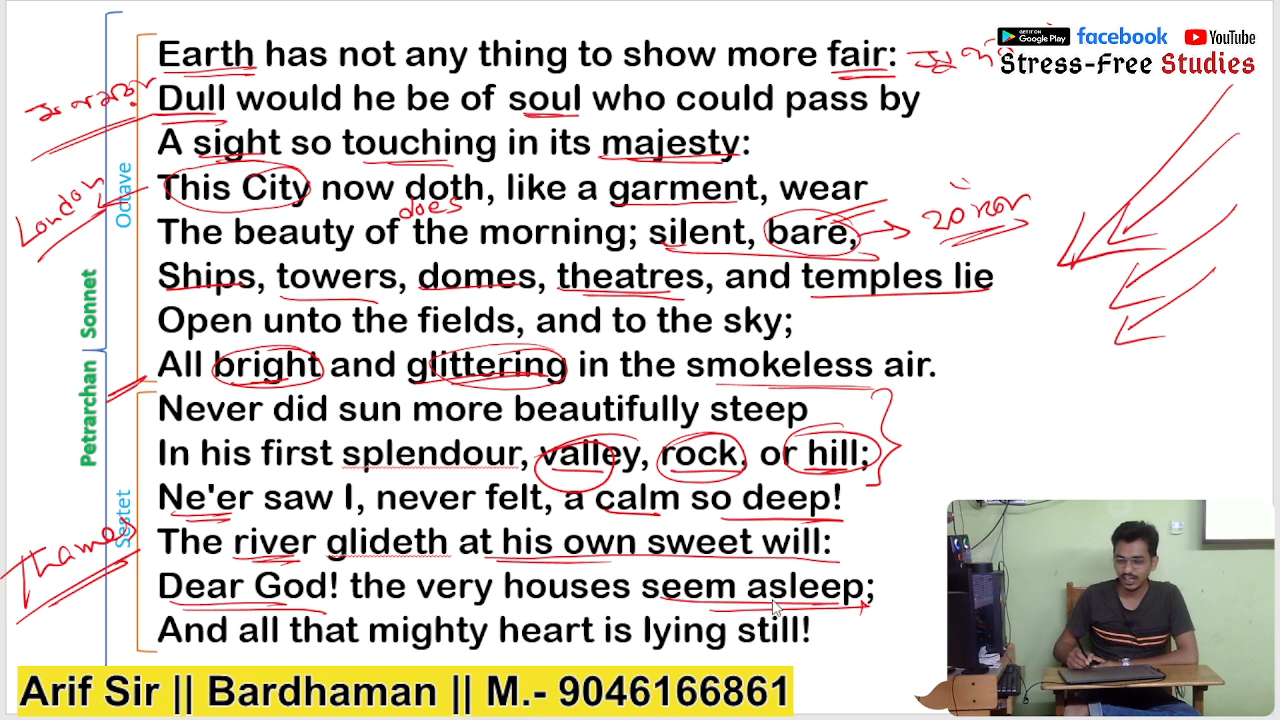 GET IT ON Google Play facebook YouTube
Stress-Free Studies
Earth has not any thing to show more fair:
Dull would he be of soul who could pass by
A sight so touching in its majesty:
This City now doth, like a garment, wear
does
The beauty of the morning; silent, bare,
Ships, towers, domes, theatres, and temples lie
Open unto the fields, and to the sky;
All bright and glittering in the smokeless air.
Never did sun more beautifully steep
In his first splendour, valley, rock, or hill;
Ne'er saw I, never felt, a calm so deep!
The river glideth at his own sweet will:
Dear God! the very houses seem asleep;
And all that mighty heart is lying still!
Octave
London
Petrarchan Sonnet
Sestet
Thames
Arif Sir || Bardhaman || M.- 9046166861